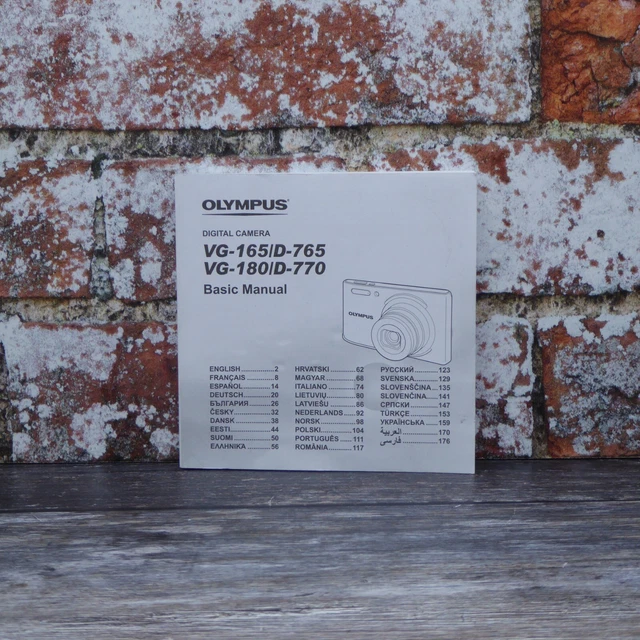 OLYMPUS
DIGITAL CAMERA
VG-165/D-765
VG-180/D-770
Basic Manual
OLYMPUS
ENGLISH 2
FRANÇAIS 8
ESPAÑOL 14
DEUTSCH 20
БЪЛГАРИЯ 26
ČESKY 32
DANSK 38
EESTI 44
SUOMI 50
ΕΛΛΗΝΙΚΑ 56
HRVATSKI 62
MAGYAR 68
ITALIANO 74
LIETUVIŲ 80
LATVIEŠU 86
NEDERLANDS 92
NORSK 98
POLSKI 104
PORTUGUÊS 111
ROMÂNIA 117
РУССКИЙ 123
SVENSKA 129
SLOVENŠČINA 135
SLOVENČINA 141
СРПСКИ 147
TÜRKÇE 153
УКРАЇНСЬКА 159
العربية 170
فارسی 176